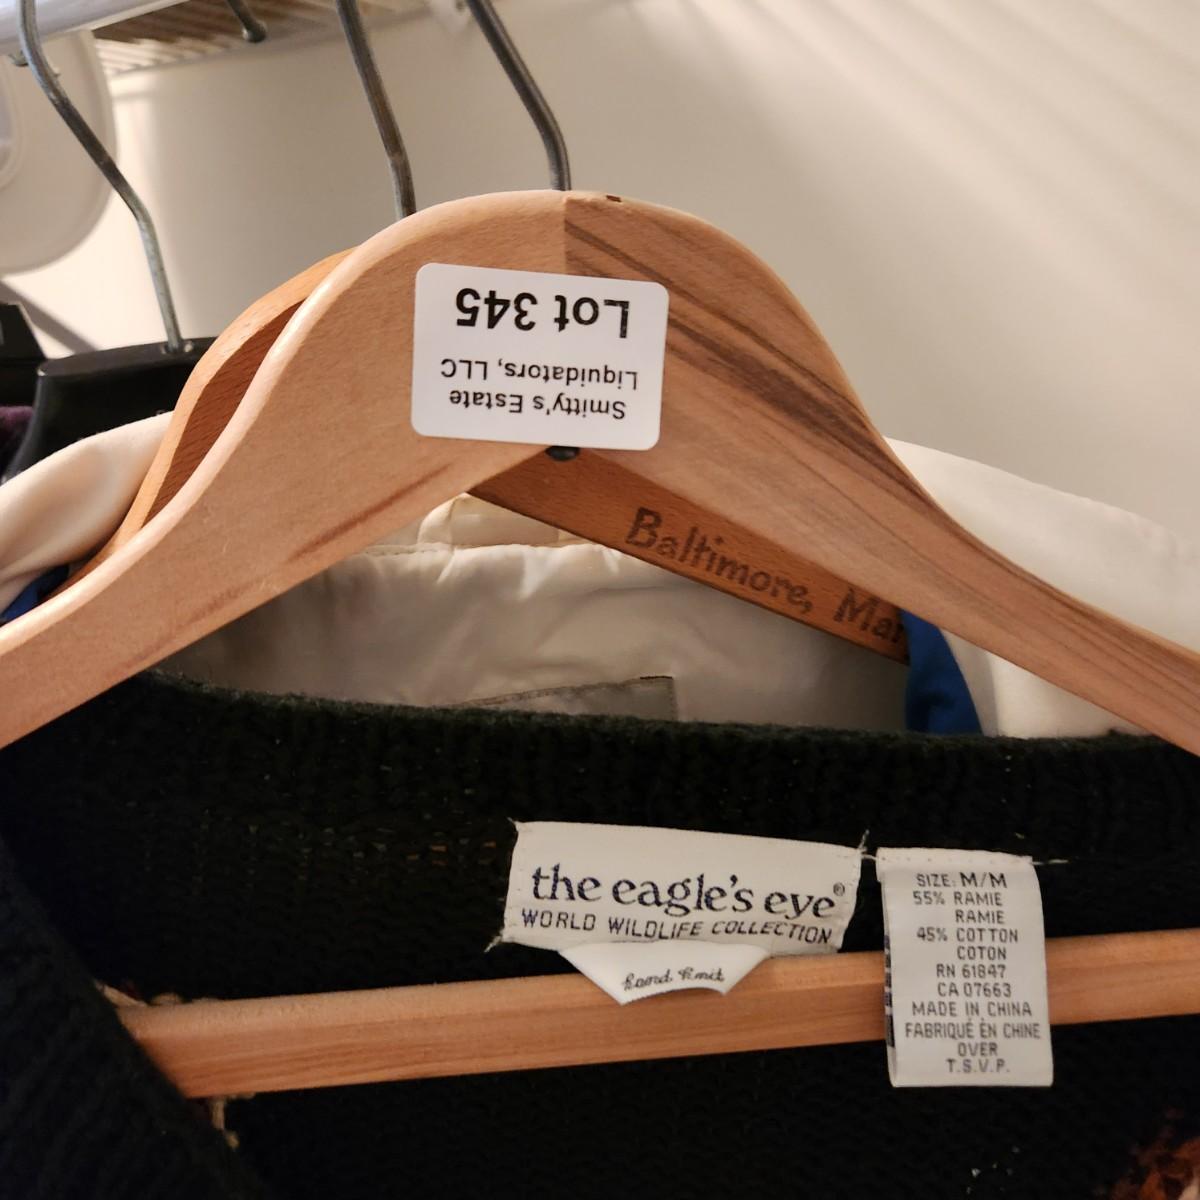 Smitty's Estate
Liquidators, LLC
Lot 345
Baltimore, Mar
the eagle's eye®
WORLD WILDLIFE COLLECTION
hand knit
SIZE: M/M
55% RAMIE
RAMIE
45% COTTON
COTON
RN 61847
CA 07663
MADE IN CHINA
FABRIQUÉ EN CHINE
OVER
T.S.V.P.